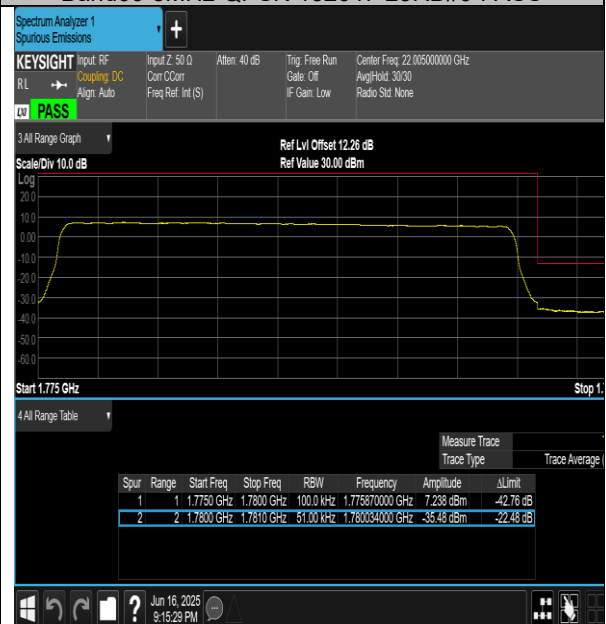 Spectrum Analyzer 1
Spurious Emissions
KEYSIGHT
RL
Input: RF
Coupling: DC
Align: Auto
Input Z: 50 Ω
Corr CCorr
Freq Ref: Int (S)
Atten: 40 dB
Trig: Free Run
Gate: Off
IF Gain: Low
Center Freq: 22.005000000 GHz
Avg|Hold: 30/30
Radio Std: None
PASS
3 All Range Graph
Scale/Div 10.0 dB
Ref Lvl Offset 12.26 dB
Ref Value 30.00 dBm
Log
20.0
10.0
0.00
-10.0
-20.0
-30.0
-40.0
-50.0
-60.0
Start 1.775 GHz
Stop 1.
4 All Range Table
Measure Trace
Trace Type Trace Average (
Spur Range Start Freq Stop Freq RBW Frequency Amplitude ΔLimit
1 1 1.7750 GHz 1.7800 GHz 100.0 kHz 1.775870000 GHz 7.238 dBm -42.76 dB
2 2 1.7800 GHz 1.7810 GHz 51.00 kHz 1.780034000 GHz -35.48 dBm -22.48 dB
?
Jun 16, 2025
9:15:29 PM